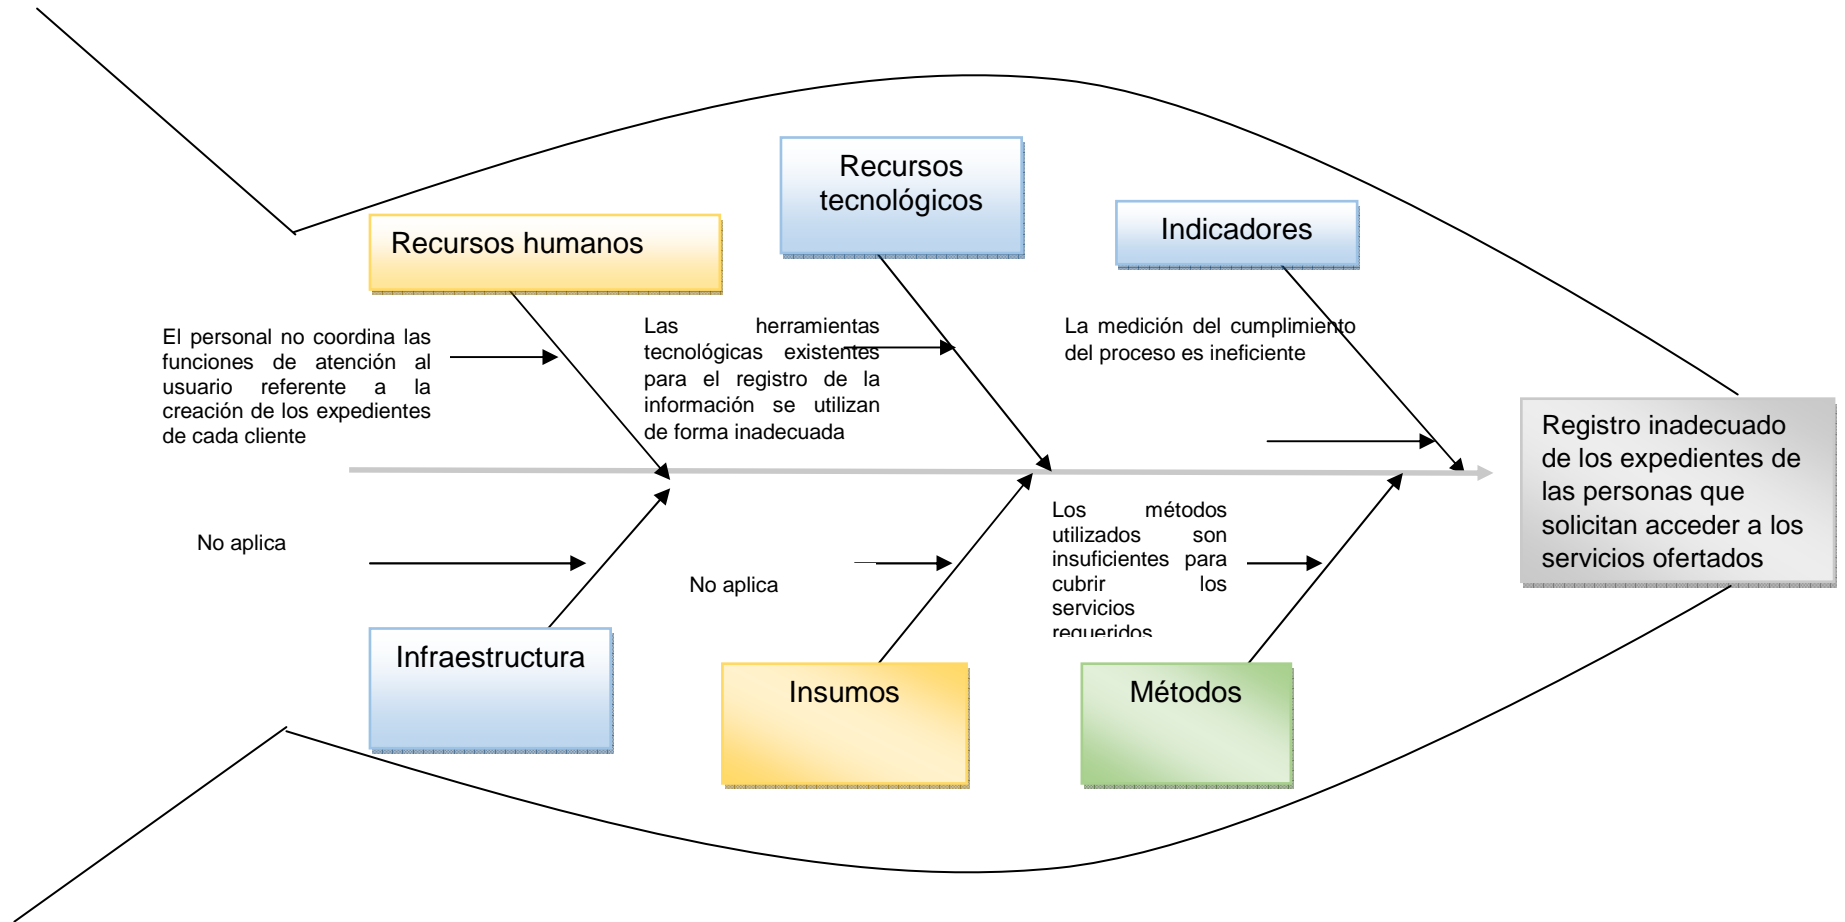 Recursos
tecnológicos
Recursos humanos
Indicadores
El personal no coordina las
funciones de atención al
usuario referente a la
creación de los expedientes
de cada cliente
Las herramientas
tecnológicas existentes
para el registro de la
información se utilizan
de forma inadecuada
La medición del cumplimiento
del proceso es ineficiente
Registro inadecuado
de los expedientes de
las personas que
solicitan acceder a los
servicios ofertados
No aplica
No aplica
Los métodos
utilizados son
insuficientes para
cubrir los
servicios
requeridos
Infraestructura
Insumos
Métodos